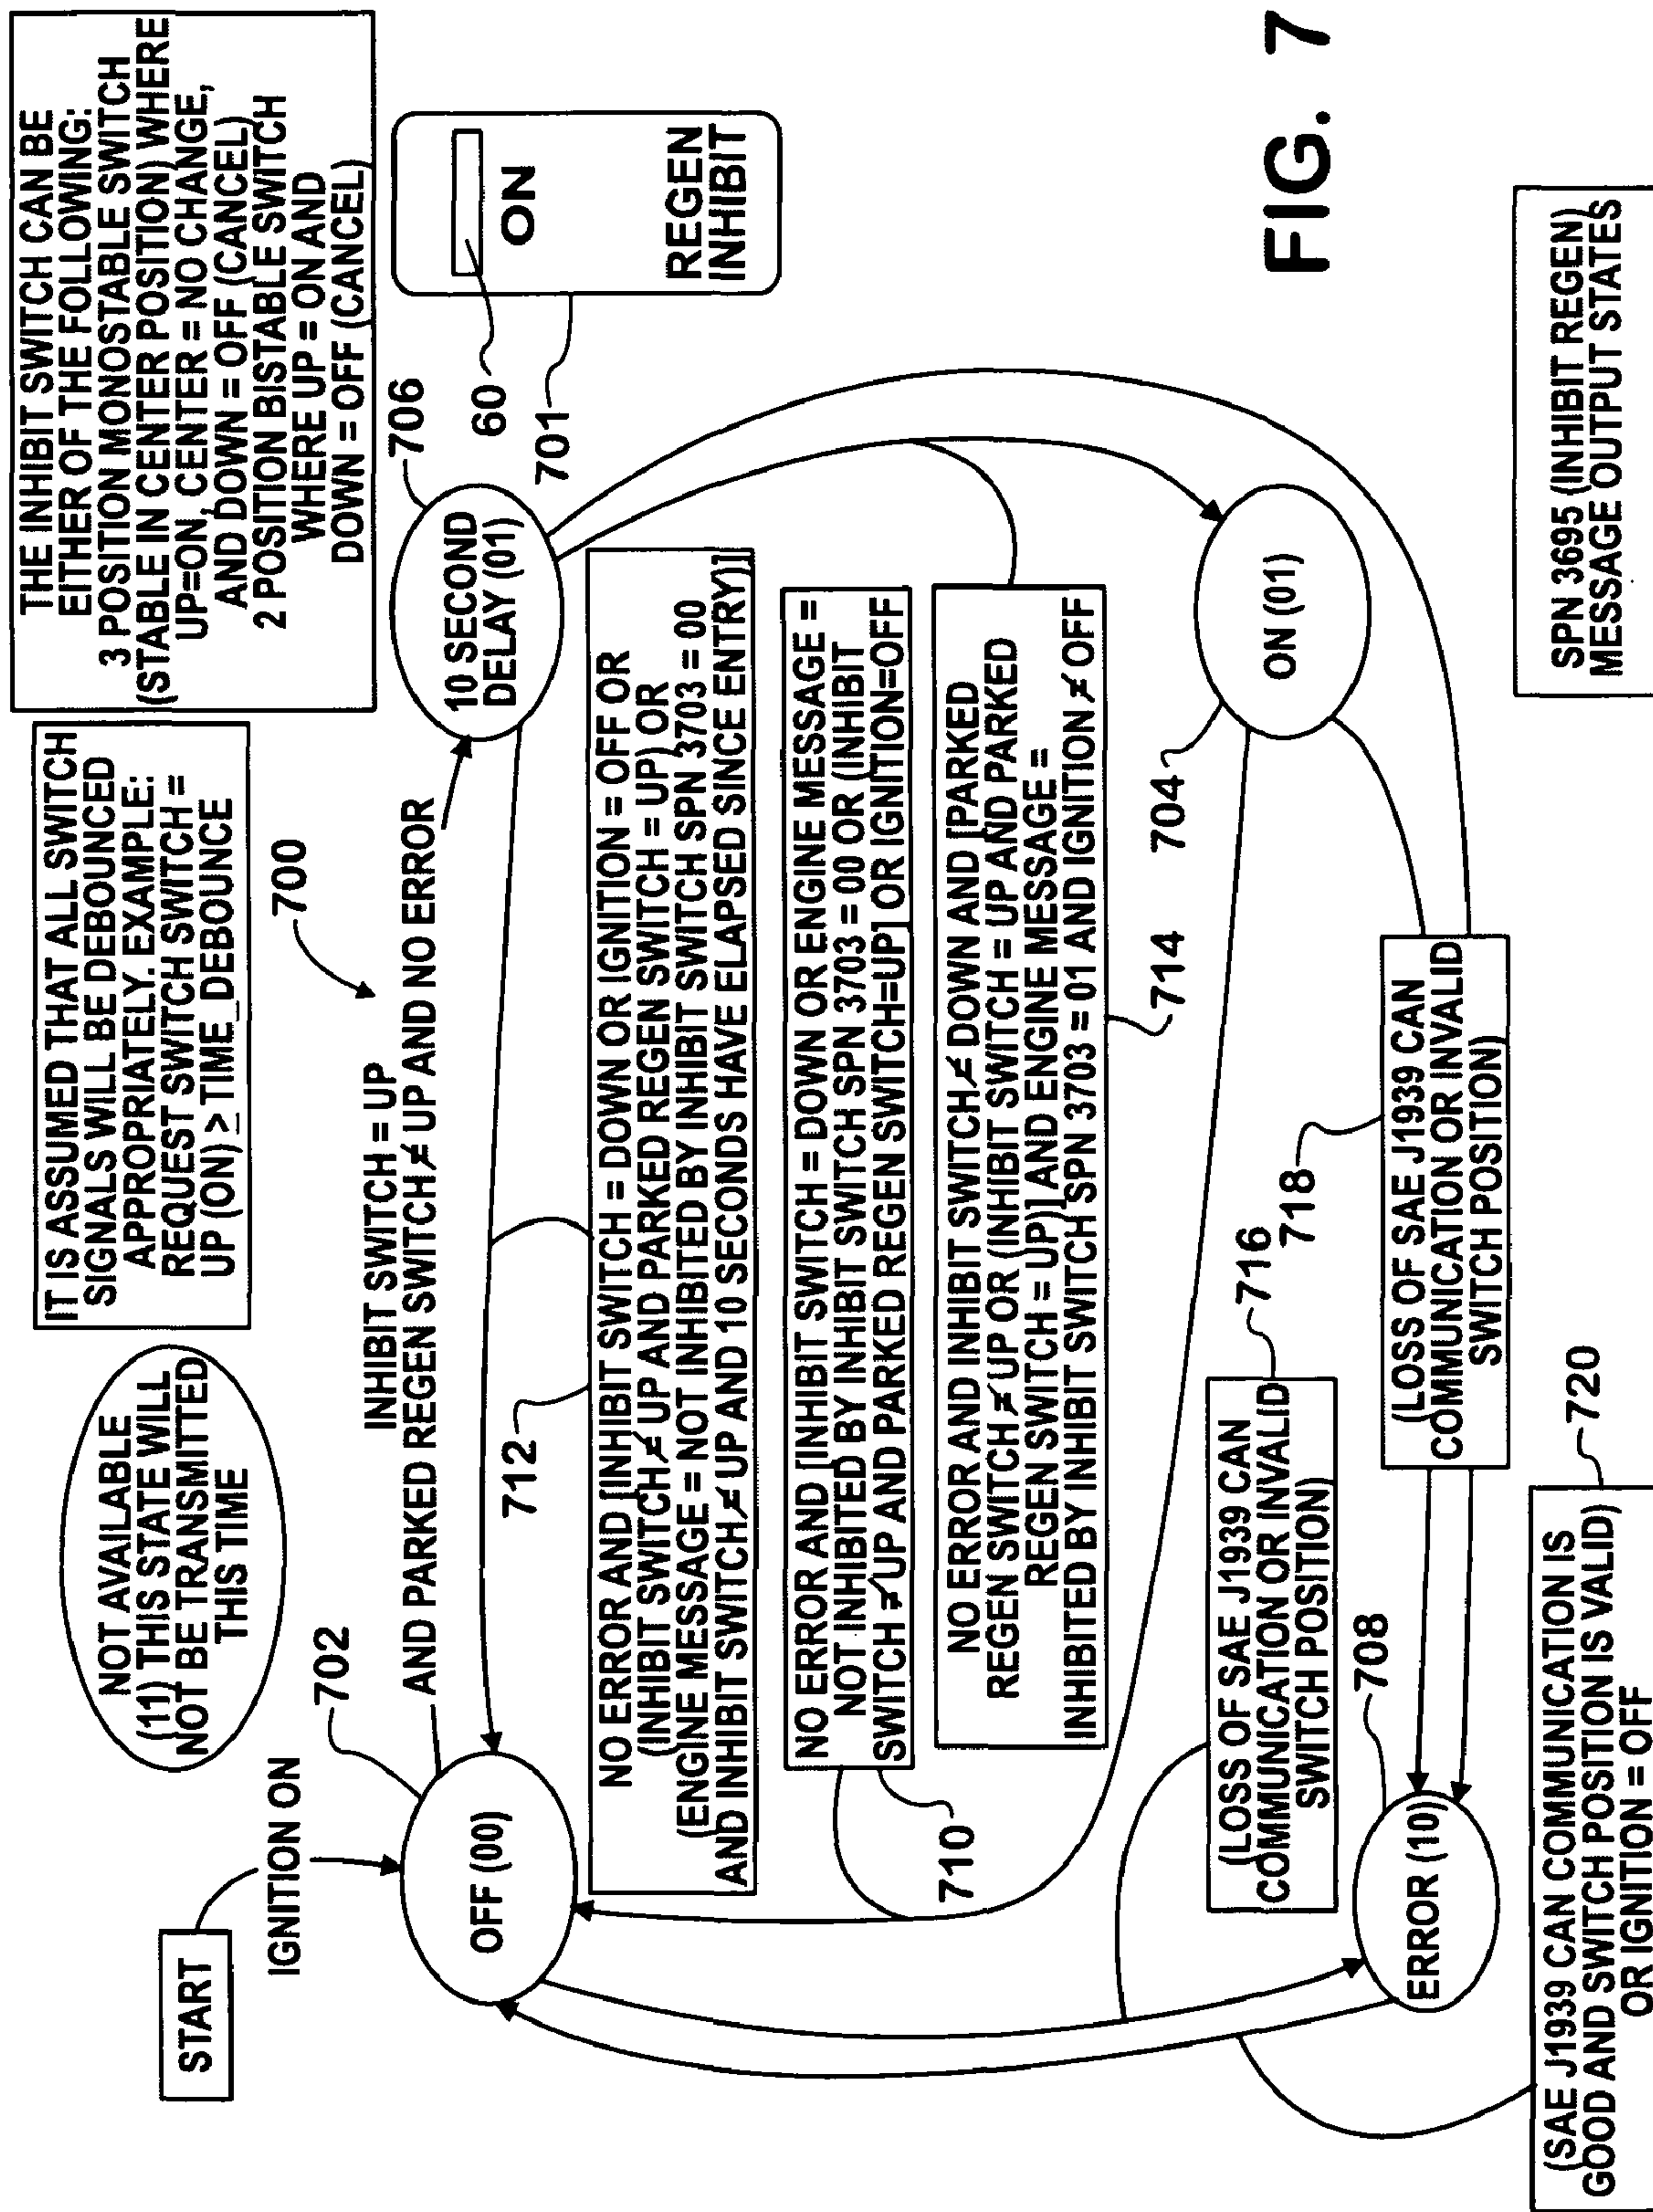 START
IGNITION ON
NOT AVAILABLE
(11) THIS STATE WILL
NOT BE TRANSMITTED
THIS TIME
IT IS ASSUMED THAT ALL SWITCH
SIGNALS WILL BE DEBOUNCED
APPROPRIATELY. EXAMPLE:
REQUEST SWITCH SWITCH =
UP (ON) > TIME_DEBOUNCE
THE INHIBIT SWITCH CAN BE
EITHER OF THE FOLLOWING:
3 POSITION MONOSTABLE SWITCH
(STABLE IN CENTER POSITION) WHERE
UP=ON, CENTER = NO CHANGE,
AND DOWN = OFF (CANCEL)
2 POSITION BISTABLE SWITCH
WHERE UP = ON AND
DOWN = OFF (CANCEL)
700
702
INHIBIT SWITCH = UP
AND PARKED REGEN SWITCH ≠ UP AND NO ERROR
706
OFF (00)
10 SECOND
DELAY (01)
60
ON
701
REGEN
INHIBIT
712
NO ERROR AND [INHIBIT SWITCH = DOWN OR IGNITION = OFF OR
(INHIBIT SWITCH ≠ UP AND PARKED REGEN SWITCH = UP) OR
(ENGINE MESSAGE = NOT INHIBITED BY INHIBIT SWITCH SPN 3703 = 00
AND INHIBIT SWITCH ≠ UP AND 10 SECONDS HAVE ELAPSED SINCE ENTRY)]
NO ERROR AND [INHIBIT SWITCH = DOWN OR ENGINE MESSAGE =
NOT INHIBITED BY INHIBIT SWITCH SPN 3703 = 00 OR (INHIBIT
SWITCH ≠ UP AND PARKED REGEN SWITCH=UP] OR IGNITION=OFF
710
NO ERROR AND INHIBIT SWITCH ≠ DOWN AND [PARKED
REGEN SWITCH ≠ UP OR (INHIBIT SWITCH = UP AND PARKED
REGEN SWITCH = UP)] AND ENGINE MESSAGE =
INHIBITED BY INHIBIT SWITCH SPN 3703 = 01 AND IGNITION ≠ OFF
714
704
ON (01)
(LOSS OF SAE J1939 CAN
COMMUNICATION OR INVALID
SWITCH POSITION)
716
718
(LOSS OF SAE J1939 CAN
COMMUNICATION OR INVALID
SWITCH POSITION)
708
ERROR (10)
720
(SAE J1939 CAN COMMUNICATION IS
GOOD AND SWITCH POSITION IS VALID)
OR IGNITION = OFF
SPN 3695 (INHIBIT REGEN)
MESSAGE OUTPUT STATES
FIG. 7